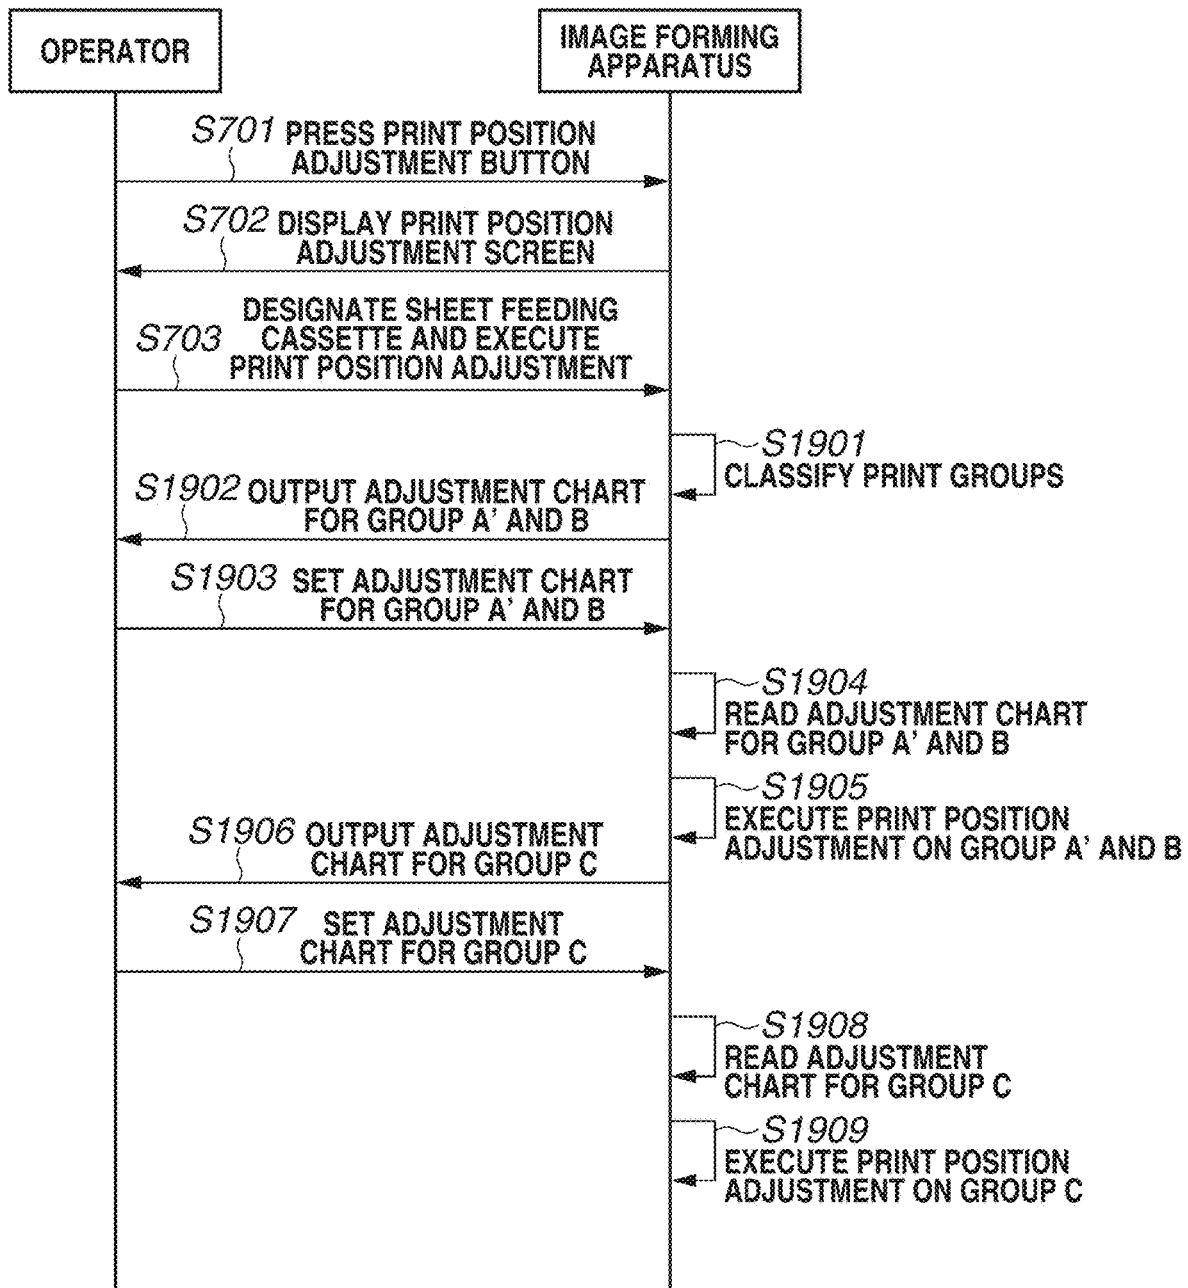 OPERATOR
IMAGE FORMING
APPARATUS
S701 PRESS PRINT POSITION
ADJUSTMENT BUTTON
S702 DISPLAY PRINT POSITION
ADJUSTMENT SCREEN
DESIGNATE SHEET FEEDING
S703 CASSETTE AND EXECUTE
PRINT POSITION ADJUSTMENT
S1901
CLASSIFY PRINT GROUPS
S1902 OUTPUT ADJUSTMENT CHART
FOR GROUP A' AND B
S1903 SET ADJUSTMENT CHART
FOR GROUP A' AND B
S1904
READ ADJUSTMENT CHART
FOR GROUP A' AND B
S1905
EXECUTE PRINT POSITION
ADJUSTMENT ON GROUP A' AND B
S1906 OUTPUT ADJUSTMENT
CHART FOR GROUP C
S1907 SET ADJUSTMENT
CHART FOR GROUP C
S1908
READ ADJUSTMENT
CHART FOR GROUP C
S1909
EXECUTE PRINT POSITION
ADJUSTMENT ON GROUP C